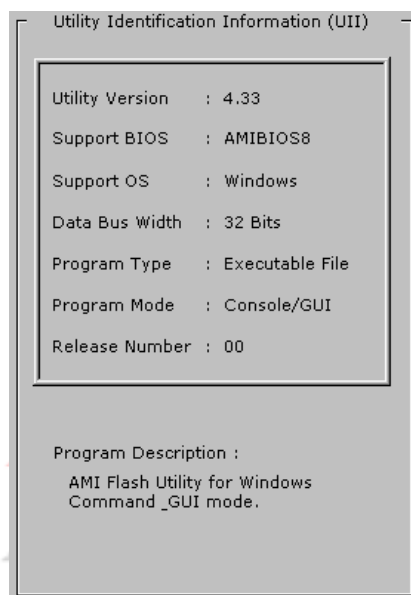 Utility Identification Information (UII)
Utility Version : 4.33
Support BIOS : AMIBIOS8
Support OS : Windows
Data Bus Width : 32 Bits
Program Type : Executable File
Program Mode : Console/GUI
Release Number : 00
Program Description :
AMI Flash Utility for Windows
Command _GUI mode.